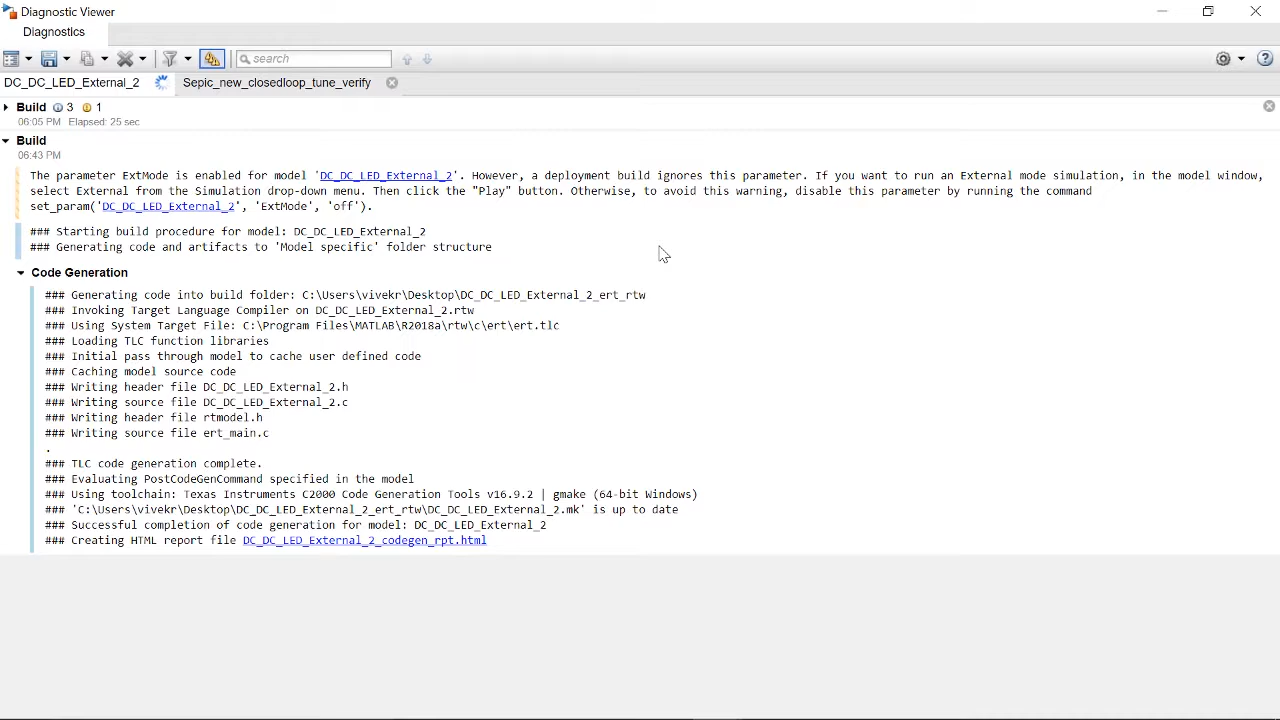 Diagnostic Viewer
Diagnostics
search
DC_DC_LED_External_2
Sepic_new_closedloop_tune_verify
Build 3 1
06:05 PM Elapsed: 25 sec
Build
06:43 PM
The parameter ExtMode is enabled for model 'DC_DC_LED_External_2'. However, a deployment build ignores this parameter. If you want to run an External mode simulation, in the model window,
select External from the Simulation drop-down menu. Then click the "Play" button. Otherwise, to avoid this warning, disable this parameter by running the command
set_param('DC_DC_LED_External_2', 'ExtMode', 'off').
### Starting build procedure for model: DC_DC_LED_External_2
### Generating code and artifacts to 'Model specific' folder structure
Code Generation
### Generating code into build folder: C:\Users\vivekr\Desktop\DC_DC_LED_External_2_ert_rtw
### Invoking Target Language Compiler on DC_DC_LED_External_2.rtw
### Using System Target File: C:\Program Files\MATLAB\R2018a\rtw\c\ert\ert.tlc
### Loading TLC function libraries
### Initial pass through model to cache user defined code
### Caching model source code
### Writing header file DC_DC_LED_External_2.h
### Writing source file DC_DC_LED_External_2.c
### Writing header file rtmodel.h
### Writing source file ert_main.c
.
### TLC code generation complete.
### Evaluating PostCodeGenCommand specified in the model
### Using toolchain: Texas Instruments C2000 Code Generation Tools v16.9.2 | gmake (64-bit Windows)
### 'C:\Users\vivekr\Desktop\DC_DC_LED_External_2_ert_rtw\DC_DC_LED_External_2.mk' is up to date
### Successful completion of code generation for model: DC_DC_LED_External_2
### Creating HTML report file DC_DC_LED_External_2_codegen_rpt.html